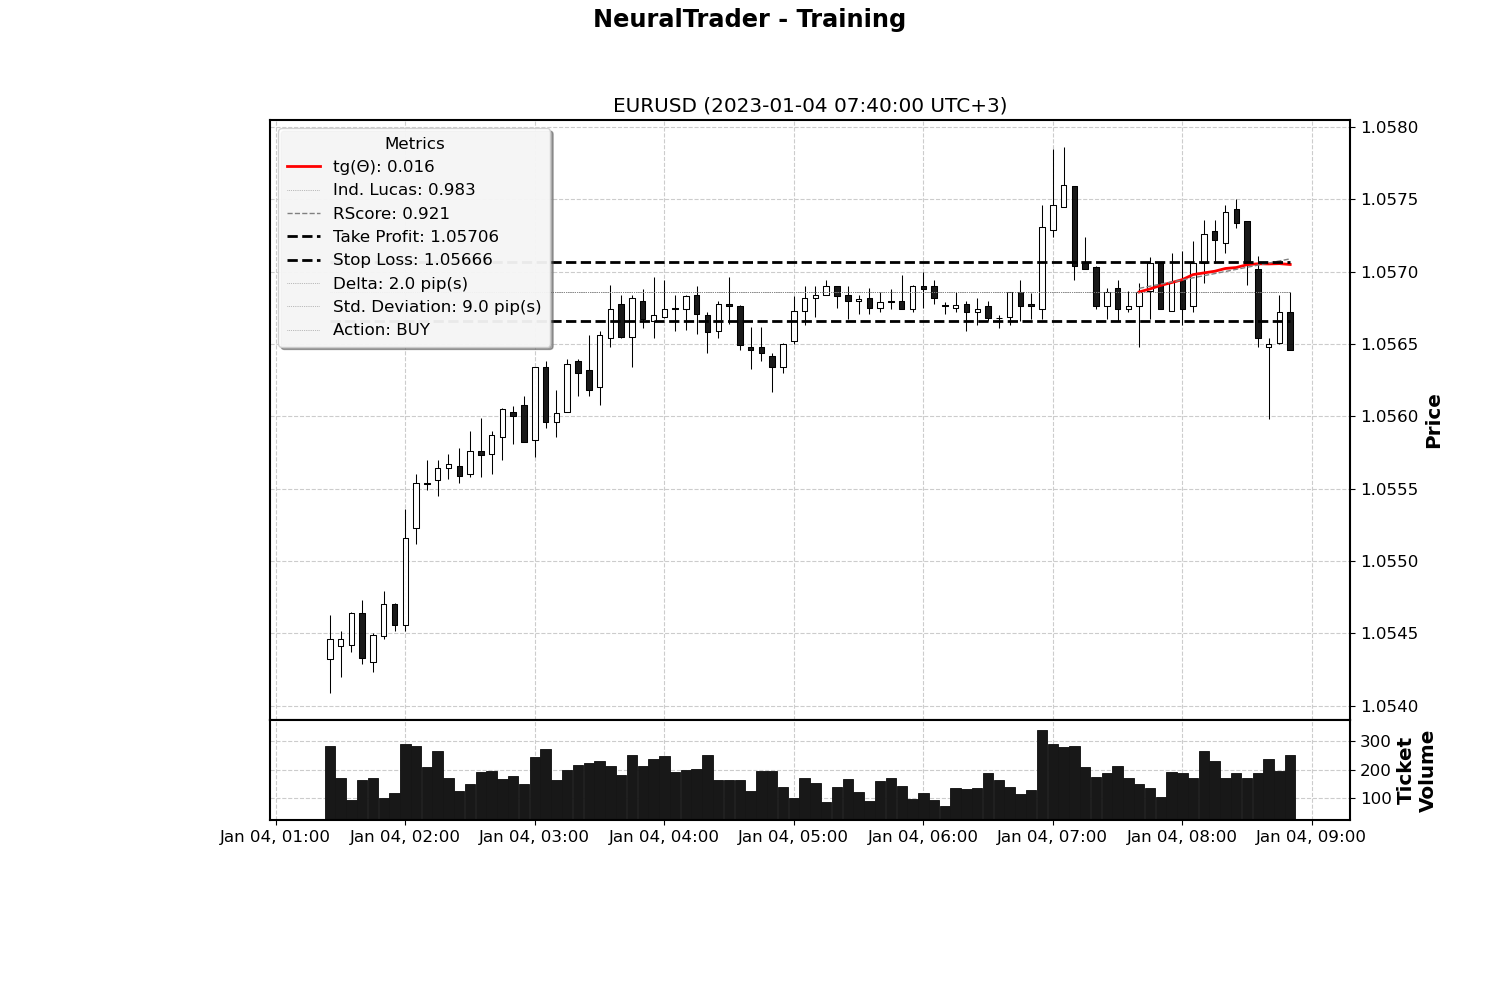 NeuralTrader - Training
EURUSD (2023-01-04 07:40:00 UTC+3)
Metrics
tg(Θ): 0.016
Ind. Lucas: 0.983
RScore: 0.921
Take Profit: 1.05706
Stop Loss: 1.05666
Delta: 2.0 pip(s)
Std. Deviation: 9.0 pip(s)
Action: BUY
1.0580
1.0575
1.0570
1.0565
1.0560
1.0555
1.0550
1.0545
1.0540
Price
300
200
100
Ticket
Volume
Jan 04, 01:00
Jan 04, 02:00
Jan 04, 03:00
Jan 04, 04:00
Jan 04, 05:00
Jan 04, 06:00
Jan 04, 07:00
Jan 04, 08:00
Jan 04, 09:00